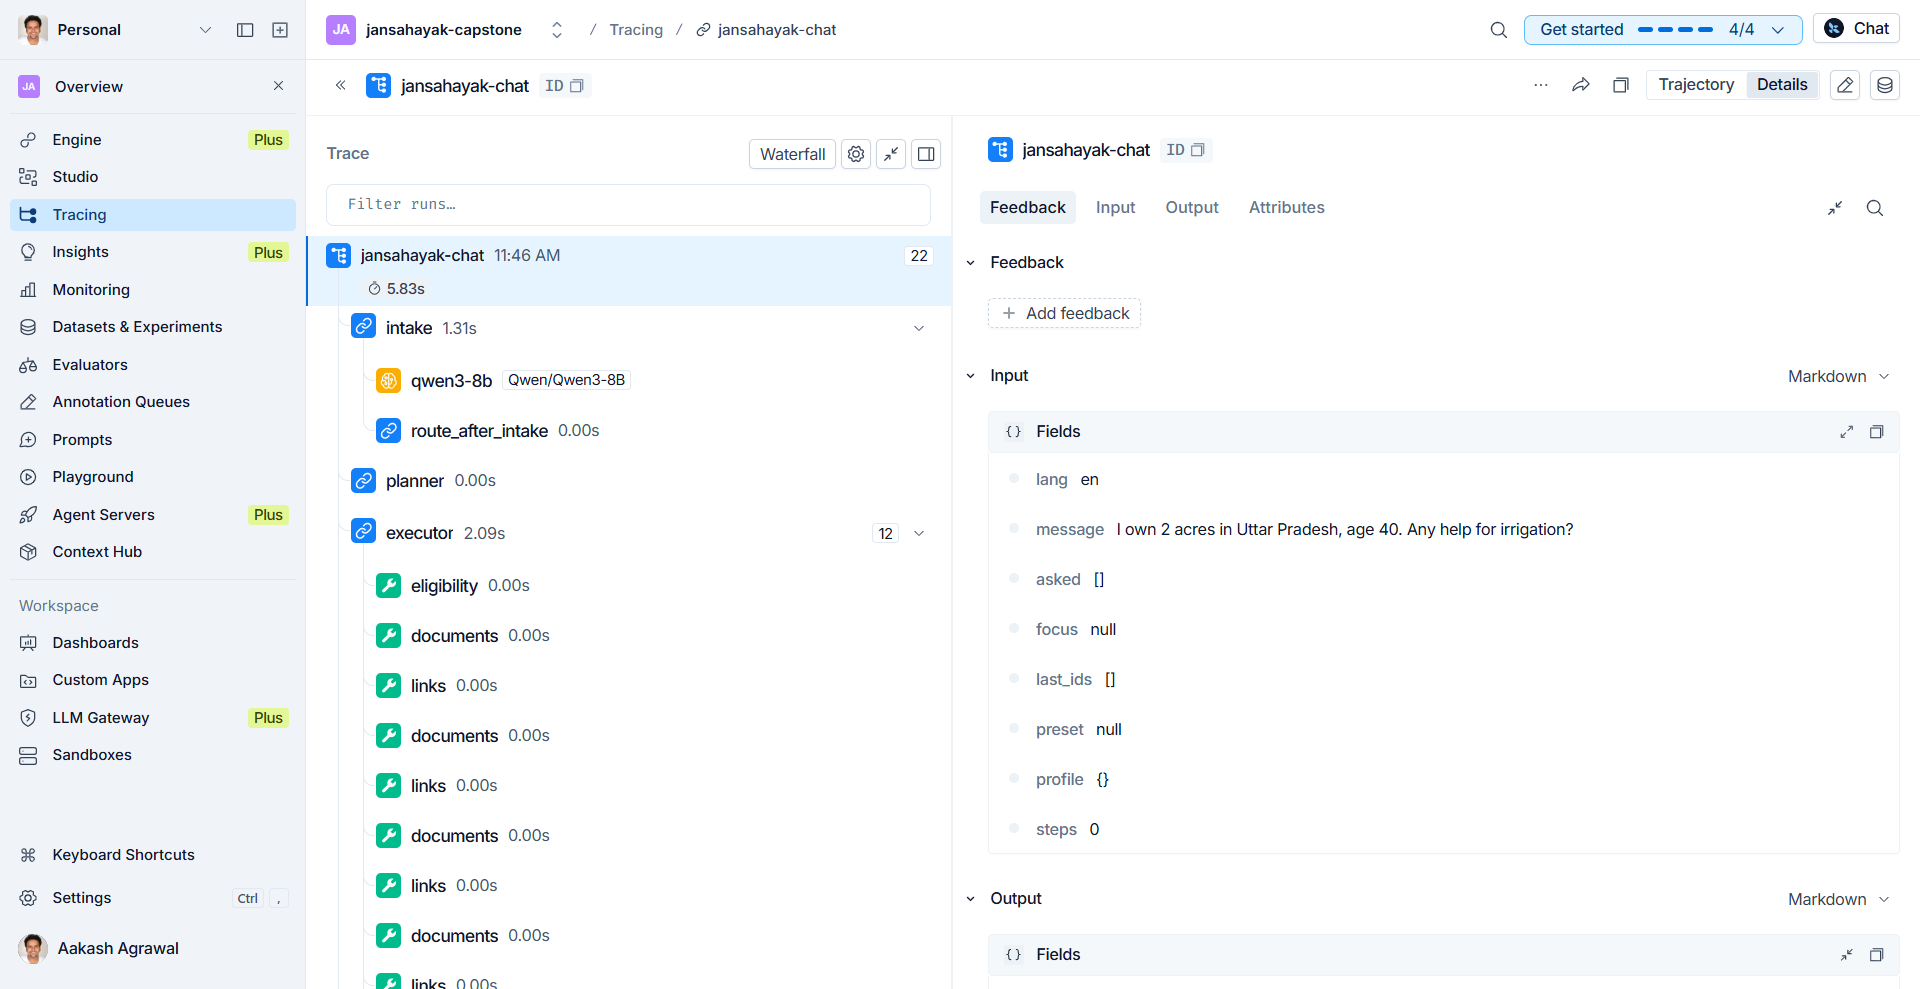 Personal
JA jansahayak-capstone / Tracing / jansahayak-chat
Get started 4/4
Chat
JA Overview
jansahayak-chat ID
Trajectory Details
Engine Plus
Studio
Tracing
Insights Plus
Monitoring
Datasets & Experiments
Evaluators
Annotation Queues
Prompts
Playground
Agent Servers Plus
Context Hub
Workspace
Dashboards
Custom Apps
LLM Gateway Plus
Sandboxes
Keyboard Shortcuts
Settings Ctrl ,
Aakash Agrawal
Trace
Waterfall
Filter runs…
jansahayak-chat 11:46 AM 22
5.83s
intake 1.31s
qwen3-8b Qwen/Qwen3-8B
route_after_intake 0.00s
planner 0.00s
executor 2.09s 12
eligibility 0.00s
documents 0.00s
links 0.00s
documents 0.00s
links 0.00s
documents 0.00s
links 0.00s
documents 0.00s
links 0.00s
jansahayak-chat ID
Feedback Input Output Attributes
Feedback
+ Add feedback
Input Markdown
{} Fields
lang en
message I own 2 acres in Uttar Pradesh, age 40. Any help for irrigation?
asked []
focus null
last_ids []
preset null
profile {}
steps 0
Output Markdown
{} Fields